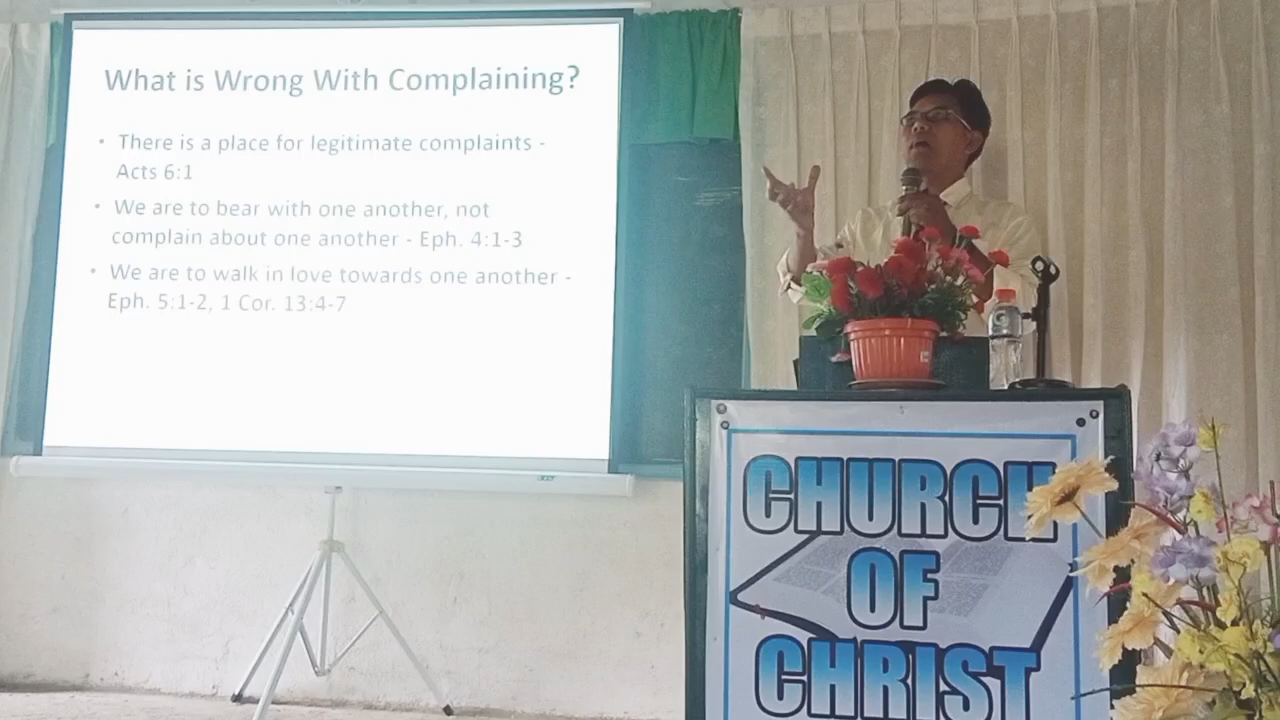 What is Wrong With Complaining?
• There is a place for legitimate complaints -
Acts 6:1
• We are to bear with one another, not
complain about one another - Eph. 4:1-3
• We are to walk in love towards one another -
Eph. 5:1-2, 1 Cor. 13:4-7
CHURCH
OF
CHRIST